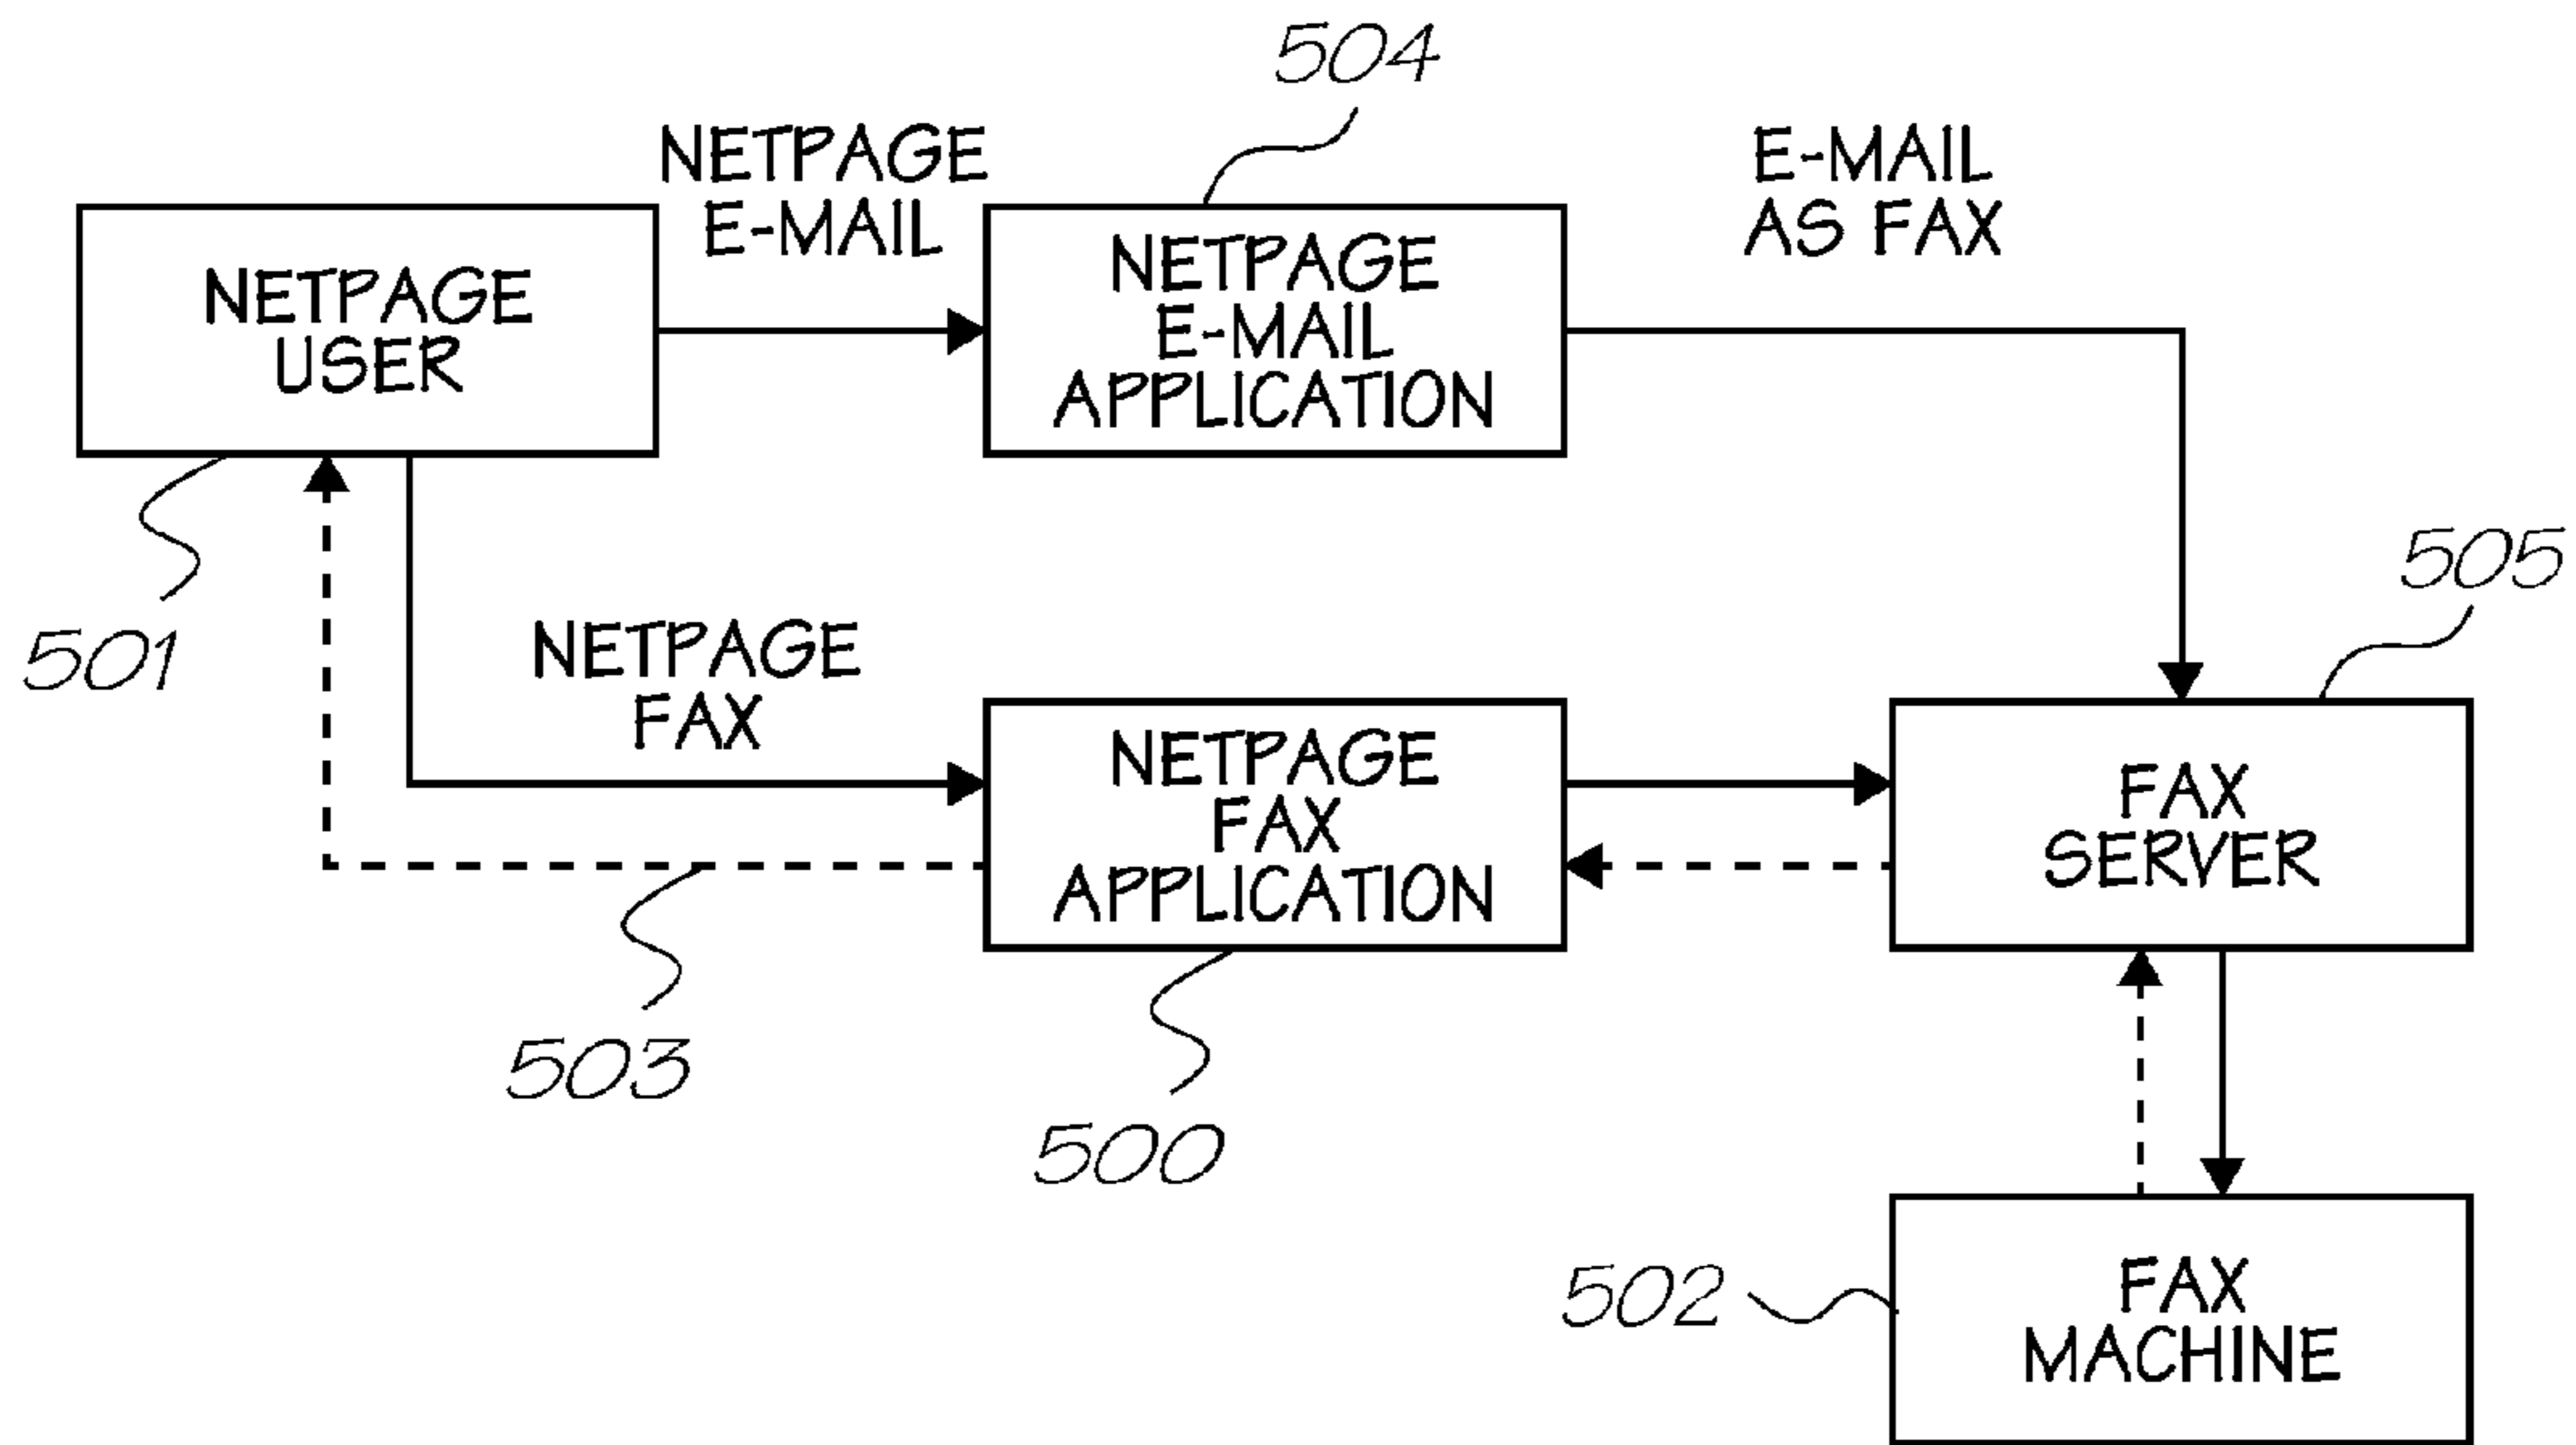 504
NETPAGE
E-MAIL
E-MAIL
AS FAX
NETPAGE
USER
NETPAGE
E-MAIL
APPLICATION
501
505
NETPAGE
FAX
NETPAGE
FAX
APPLICATION
FAX
SERVER
503
500
502
FAX
MACHINE